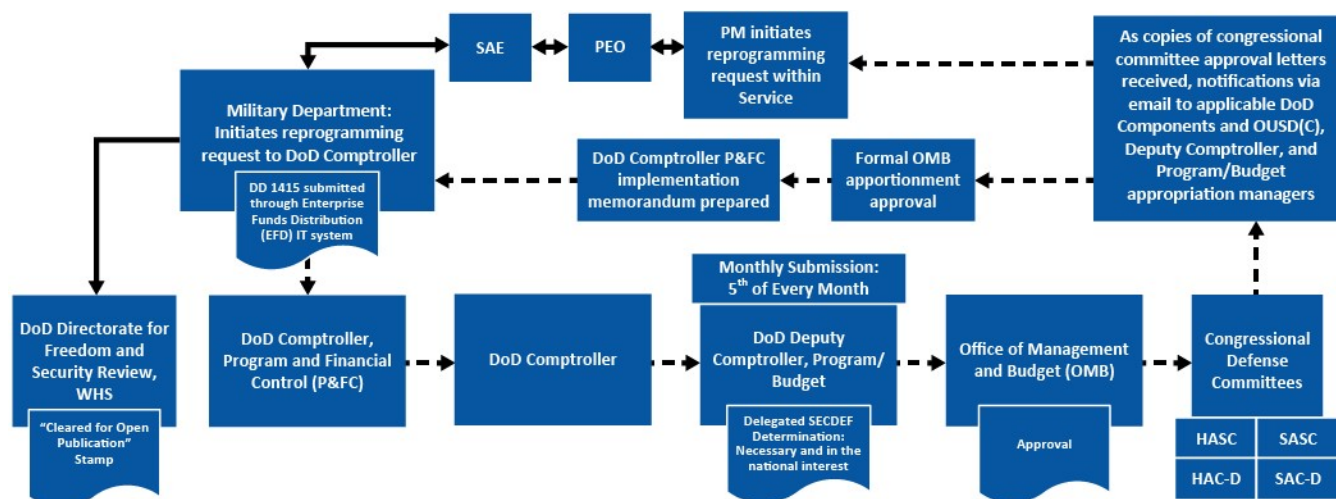 SAE
PEO
PM initiates
reprogramming
request within
Service
As copies of congressional
committee approval letters
received, notifications via
email to applicable DoD
Components and OUSD(C),
Deputy Comptroller, and
Program/Budget
appropriation managers
Military Department:
Initiates reprogramming
request to DoD Comptroller
DD 1415 submitted
through Enterprise
Funds Distribution
(EFD) IT system
DoD Comptroller P&FC
implementation
memorandum prepared
Formal OMB
apportionment
approval
DoD Directorate for
Freedom and
Security Review,
WHS
“Cleared for Open
Publication”
Stamp
DoD Comptroller,
Program and Financial
Control (P&FC)
DoD Comptroller
Monthly Submission:
5th of Every Month
DoD Deputy
Comptroller, Program/
Budget
Delegated SECDEF
Determination:
Necessary and in the
national interest
Office of Management
and Budget (OMB)
Approval
Congressional
Defense
Committees
HASC SASC
HAC-D SAC-D